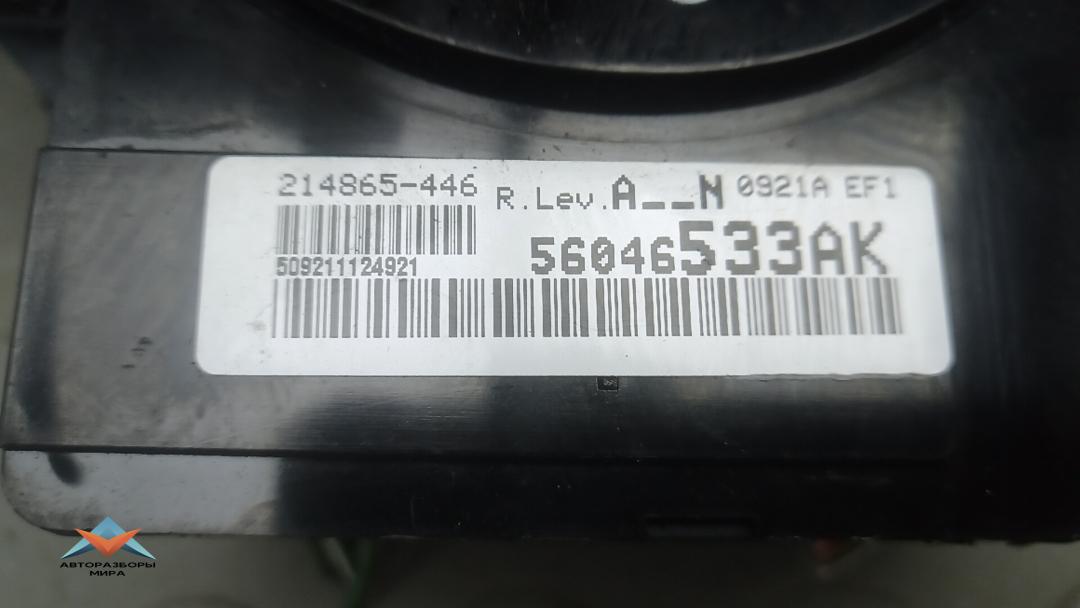 214865-446 R.Lev.A__N 0921A EF1
56046533AK
509211124921
АВТОРАЗБОРЫ
МИРА